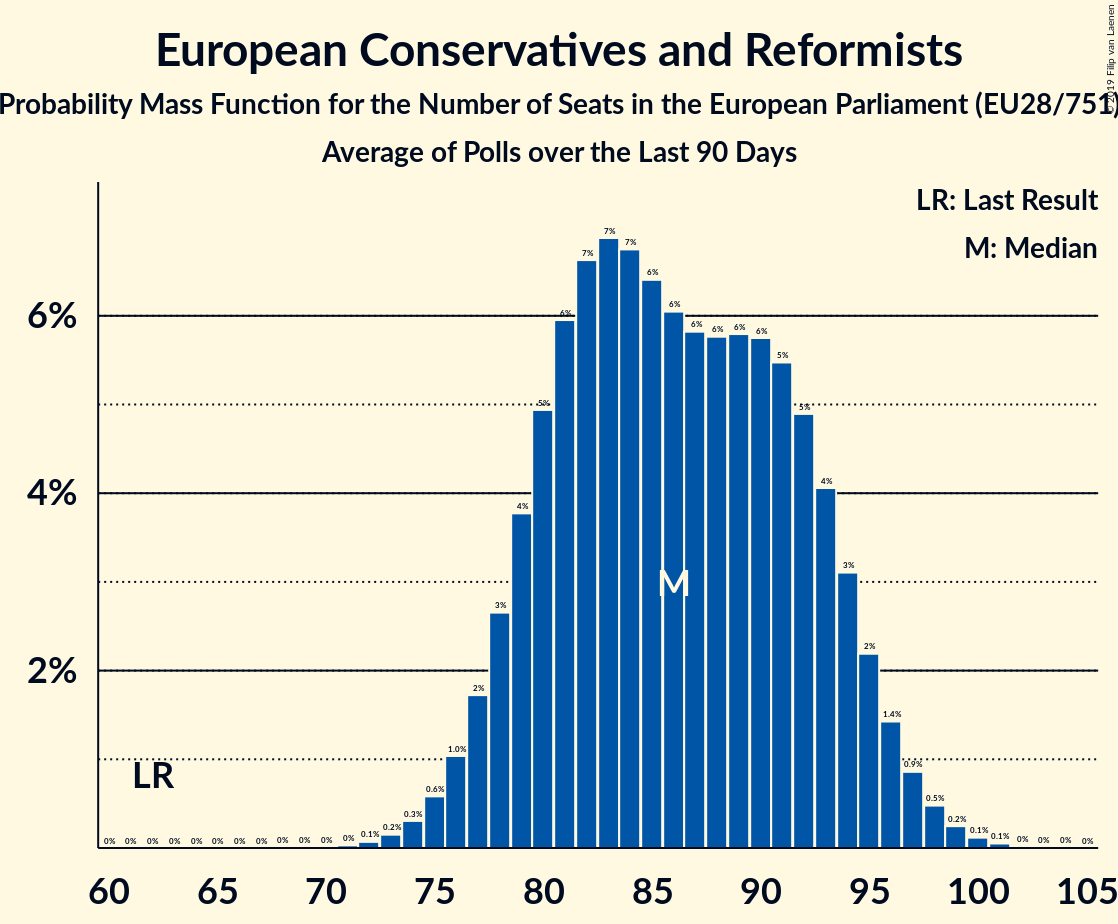 European Conservatives and Reformists
© 2019 Filip van Laenen
Probability Mass Function for the Number of Seats in the European Parliament (EU28/751)
Average of Polls over the Last 90 Days
LR: Last Result
M: Median
7%
7% 7%
6%
6% 6%
6% 6% 6% 6% 6%
5%
5% 5%
4%
4%
4% 3%
M
3%
2%
2%
2%
1.4%
1.0% 0.9%
LR
0.6% 0.5%
0.3% 0.2%
0% 0% 0% 0% 0% 0% 0% 0% 0% 0% 0% 0% 0.1% 0.2% 0.1% 0.1% 0% 0% 0% 0%
60 65 70 75 80 85 90 95 100 105